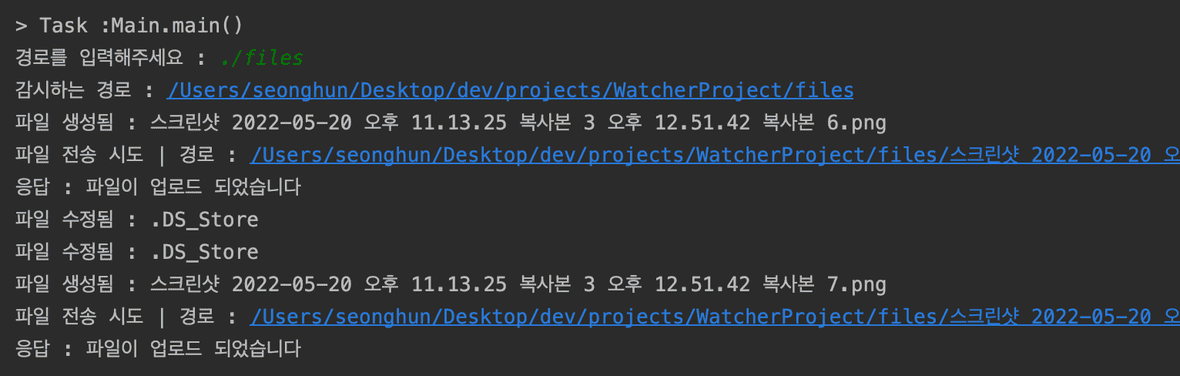 > Task :Main.main()
경로를 입력해주세요 : ./files
감시하는 경로 : /Users/seonghun/Desktop/dev/projects/WatcherProject/files
파일 생성됨 : 스크린샷 2022-05-20 오후 11.13.25 복사본 3 오후 12.51.42 복사본 6.png
파일 전송 시도 | 경로 : /Users/seonghun/Desktop/dev/projects/WatcherProject/files/스크린샷 2022-05-20 오
응답 : 파일이 업로드 되었습니다
파일 수정됨 : .DS_Store
파일 수정됨 : .DS_Store
파일 생성됨 : 스크린샷 2022-05-20 오후 11.13.25 복사본 3 오후 12.51.42 복사본 7.png
파일 전송 시도 | 경로 : /Users/seonghun/Desktop/dev/projects/WatcherProject/files/스크린샷 2022-05-20 오
응답 : 파일이 업로드 되었습니다